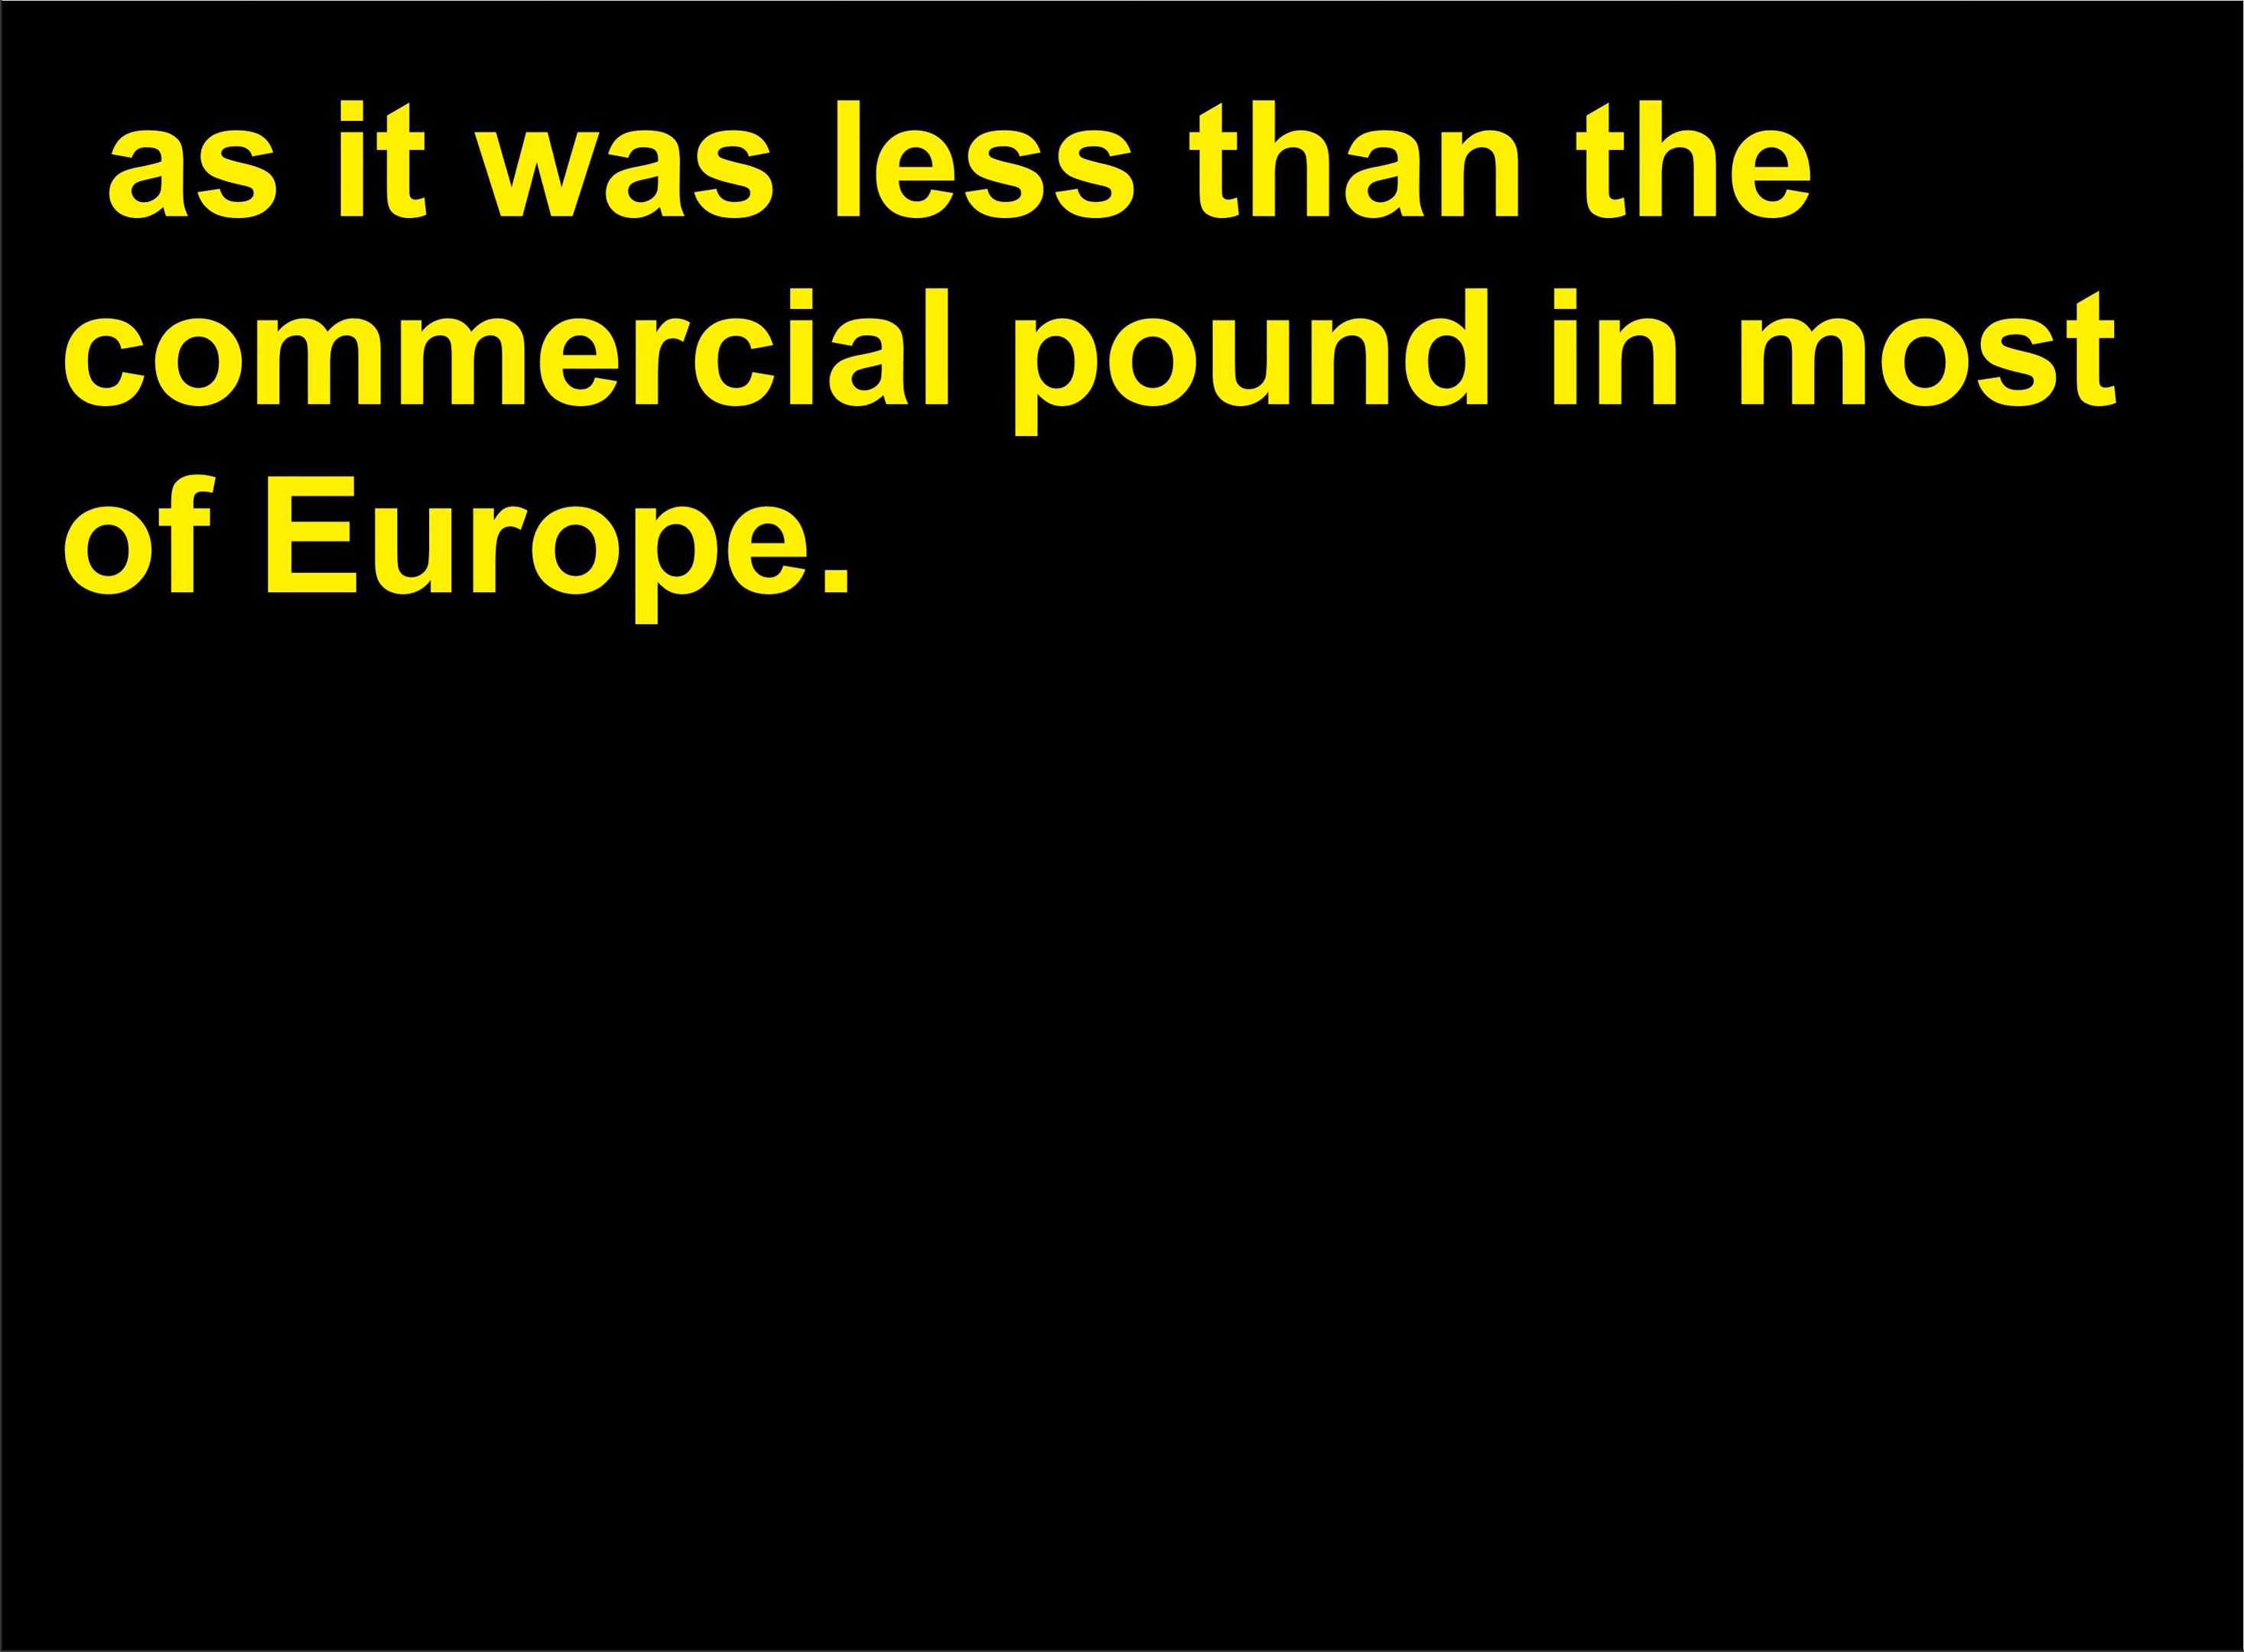 as it was less than the
commercial pound in most
of Europe.